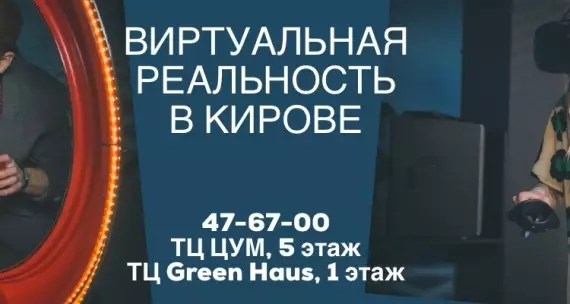 ВИРТУАЛЬНАЯ
РЕАЛЬНОСТЬ
В КИРОВЕ
47-67-00
ТЦ ЦУМ, 5 этаж
ТЦ Green Haus, 1 этаж